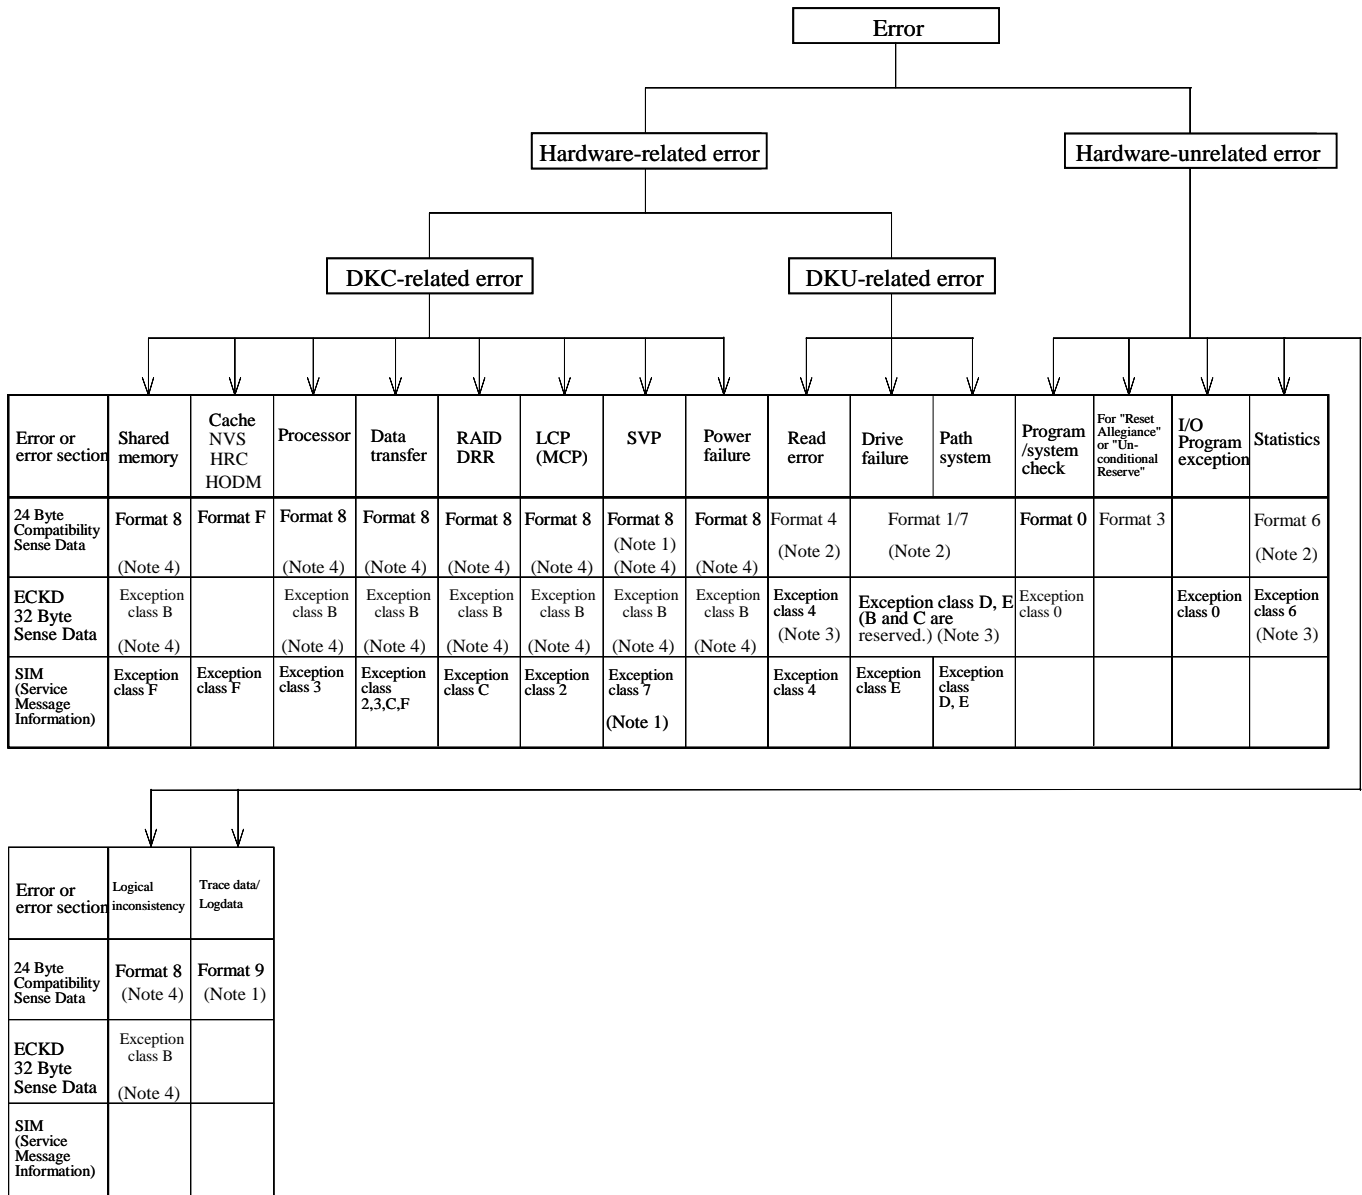 Error
Hardware-related error
Hardware-unrelated error
DKC-related error
DKU-related error
Error or
error section
Shared
memory
Cache
NVS
HRC
HODM
Processor
Data
transfer
RAID
DRR
LCP
(MCP)
SVP
Power
failure
Read
error
Drive
failure
Path
system
Program
/system
check
For "Reset
Allegiance"
or "Un-
conditional
Reserve"
I/O
Program
exception
Statistics
24 Byte
Compatibility
Sense Data
Format 8
(Note 4)
Format F
Format 8
(Note 4)
Format 8
(Note 4)
Format 8
(Note 4)
Format 8
(Note 4)
Format 8
(Note 1)
(Note 4)
Format 8
(Note 4)
Format 4
(Note 2)
Format 1/7
(Note 2)
Format 0
Format 3
Format 6
(Note 2)
ECKD
32 Byte
Sense Data
Exception
class B
(Note 4)
Exception
class B
(Note 4)
Exception
class B
(Note 4)
Exception
class B
(Note 4)
Exception
class B
(Note 4)
Exception
class B
(Note 4)
Exception
class B
(Note 4)
Exception
class 4
(Note 3)
Exception class D, E
(B and C are
reserved.) (Note 3)
Exception
class 0
Exception
class 0
Exception
class 6
(Note 3)
SIM
(Service
Message
Information)
Exception
class F
Exception
class F
Exception
class 3
Exception
class
2,3,C,F
Exception
class C
Exception
class 2
Exception
class 7
(Note 1)
Exception
class 4
Exception
class E
Exception
class
D, E
Error or
error section
Logical
inconsistency
Trace data/
Logdata
24 Byte
Compatibility
Sense Data
Format 8
(Note 4)
Format 9
(Note 1)
ECKD
32 Byte
Sense Data
Exception
class B
(Note 4)
SIM
(Service
Message
Information)